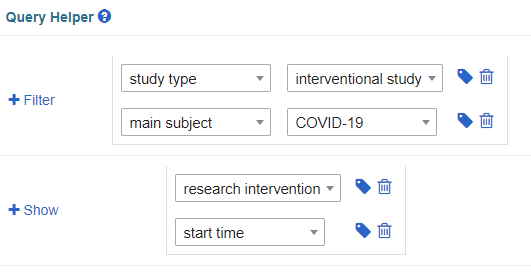 Query Helper ?
+ Filter
study type interventional study
main subject COVID-19
+ Show
research intervention
start time